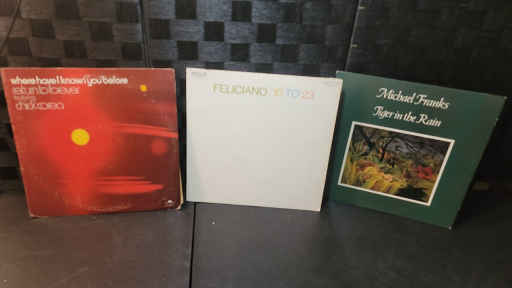 where have I known you before
return to forever
chick corea
FELICIANO 10 TO 23
Michael Franks
Tiger in the Rain